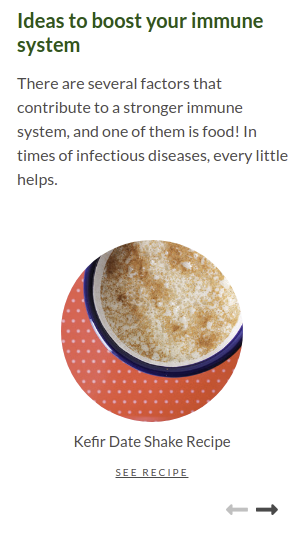 Ideas to boost your immune
system
There are several factors that
contribute to a stronger immune
system, and one of them is food! In
times of infectious diseases, every little
helps.
Kefir Date Shake Recipe
SEE RECIPE